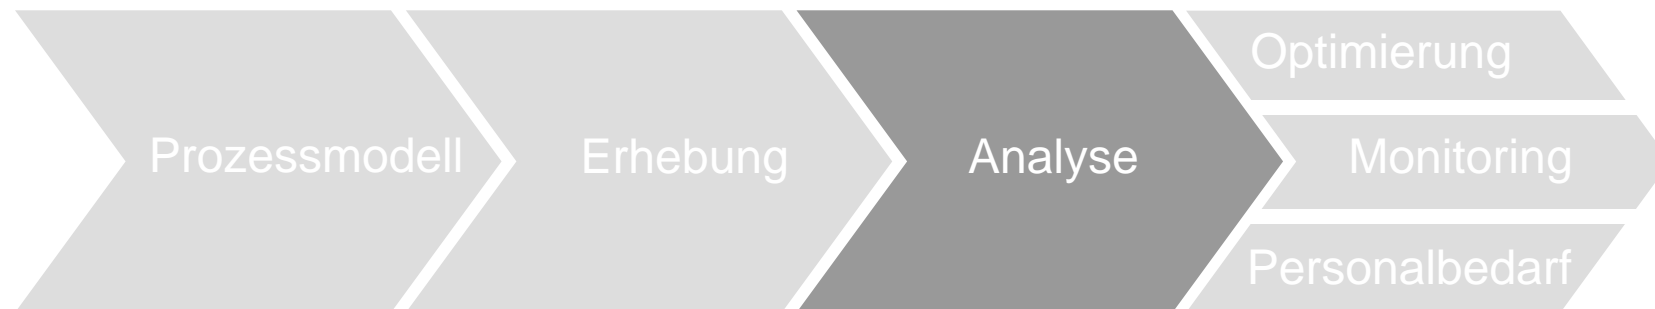 Prozessmodell
Erhebung
Analyse
Optimierung
Monitoring
Personalbedarf